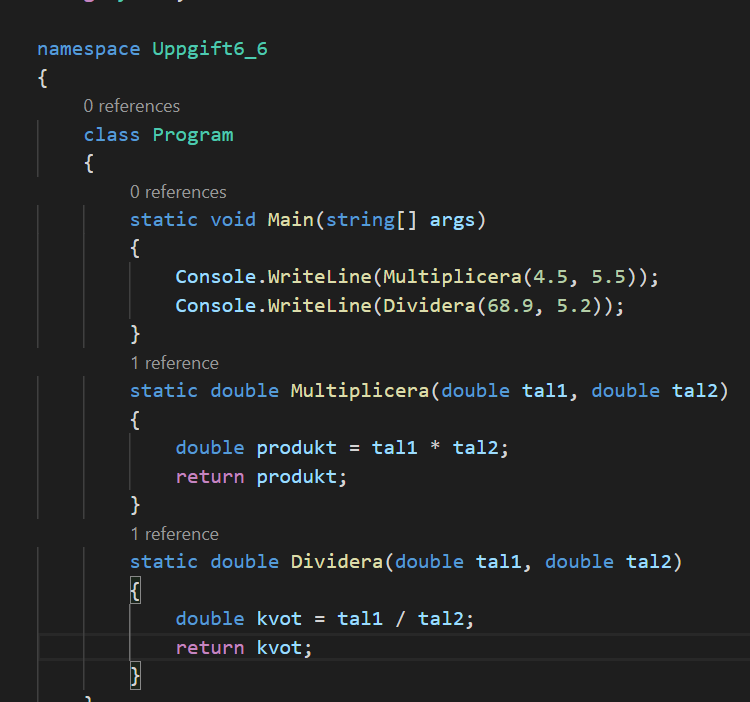 namespace Uppgift6_6
{
0 references
class Program
{
0 references
static void Main(string[] args)
{
Console.WriteLine(Multiplicera(4.5, 5.5));
Console.WriteLine(Dividera(68.9, 5.2));
}
1 reference
static double Multiplicera(double tal1, double tal2)
{
double produkt = tal1 * tal2;
return produkt;
}
1 reference
static double Dividera(double tal1, double tal2)
{
double kvot = tal1 / tal2;
return kvot;
}